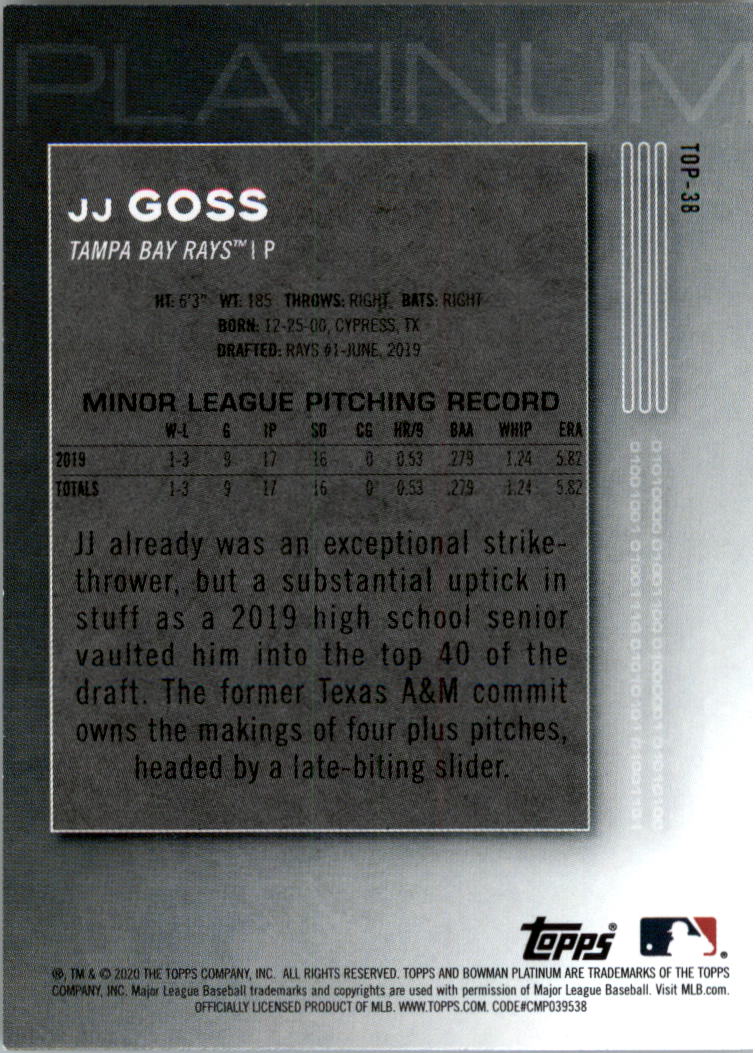 PLATINUM
TOP-38
JJ GOSS
TAMPA BAY RAYS™ | P
HT: 6'3" WT: 185 THROWS: RIGHT BATS: RIGHT
BORN: 12-25-00, CYPRESS, TX
DRAFTED: RAYS #1-JUNE, 2019
MINOR LEAGUE PITCHING RECORD
W-L G IP SO CG HR/9 BAA WHIP ERA
2019 1-3 9 17 16 0 0.53 .279 1.24 5.82
TOTALS 1-3 9 17 16 0 0.53 .279 1.24 5.82
JJ already was an exceptional strike-
thrower, but a substantial uptick in
stuff as a 2019 high school senior
vaulted him into the top 40 of the
draft. The former Texas A&M commit
owns the makings of four plus pitches,
headed by a late-biting slider.
TOPPS®
®, TM & © 2020 THE TOPPS COMPANY, INC. ALL RIGHTS RESERVED. TOPPS AND BOWMAN PLATINUM ARE TRADEMARKS OF THE TOPPS
COMPANY, INC. Major League Baseball trademarks and copyrights are used with permission of Major League Baseball. Visit MLB.com.
OFFICIALLY LICENSED PRODUCT OF MLB. WWW.TOPPS.COM. CODE#CMP039538